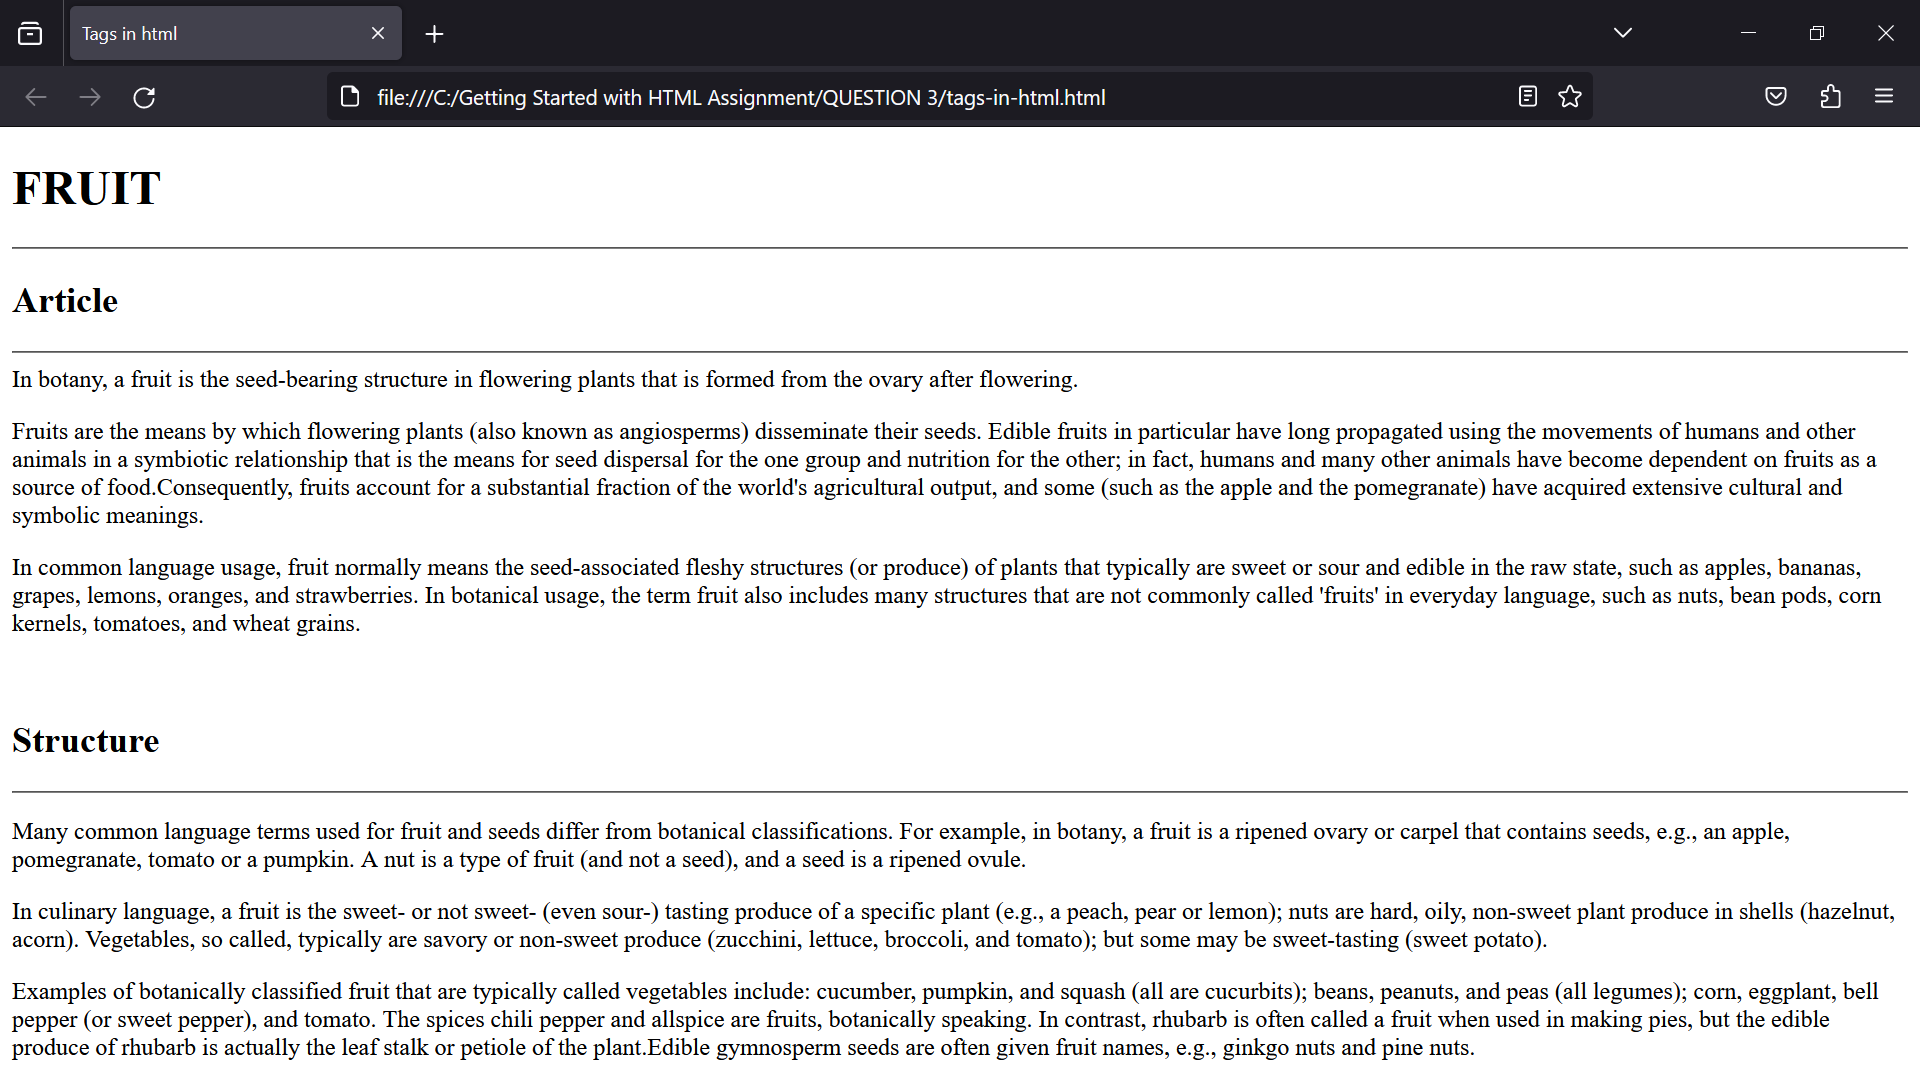 Tags in html
file:///C:/Getting Started with HTML Assignment/QUESTION 3/tags-in-html.html
FRUIT
Article
In botany, a fruit is the seed-bearing structure in flowering plants that is formed from the ovary after flowering.
Fruits are the means by which flowering plants (also known as angiosperms) disseminate their seeds. Edible fruits in particular have long propagated using the movements of humans and other
animals in a symbiotic relationship that is the means for seed dispersal for the one group and nutrition for the other; in fact, humans and many other animals have become dependent on fruits as a
source of food.Consequently, fruits account for a substantial fraction of the world's agricultural output, and some (such as the apple and the pomegranate) have acquired extensive cultural and
symbolic meanings.
In common language usage, fruit normally means the seed-associated fleshy structures (or produce) of plants that typically are sweet or sour and edible in the raw state, such as apples, bananas,
grapes, lemons, oranges, and strawberries. In botanical usage, the term fruit also includes many structures that are not commonly called 'fruits' in everyday language, such as nuts, bean pods, corn
kernels, tomatoes, and wheat grains.
Structure
Many common language terms used for fruit and seeds differ from botanical classifications. For example, in botany, a fruit is a ripened ovary or carpel that contains seeds, e.g., an apple,
pomegranate, tomato or a pumpkin. A nut is a type of fruit (and not a seed), and a seed is a ripened ovule.
In culinary language, a fruit is the sweet- or not sweet- (even sour-) tasting produce of a specific plant (e.g., a peach, pear or lemon); nuts are hard, oily, non-sweet plant produce in shells (hazelnut,
acorn). Vegetables, so called, typically are savory or non-sweet produce (zucchini, lettuce, broccoli, and tomato); but some may be sweet-tasting (sweet potato).
Examples of botanically classified fruit that are typically called vegetables include: cucumber, pumpkin, and squash (all are cucurbits); beans, peanuts, and peas (all legumes); corn, eggplant, bell
pepper (or sweet pepper), and tomato. The spices chili pepper and allspice are fruits, botanically speaking. In contrast, rhubarb is often called a fruit when used in making pies, but the edible
produce of rhubarb is actually the leaf stalk or petiole of the plant.Edible gymnosperm seeds are often given fruit names, e.g., ginkgo nuts and pine nuts.